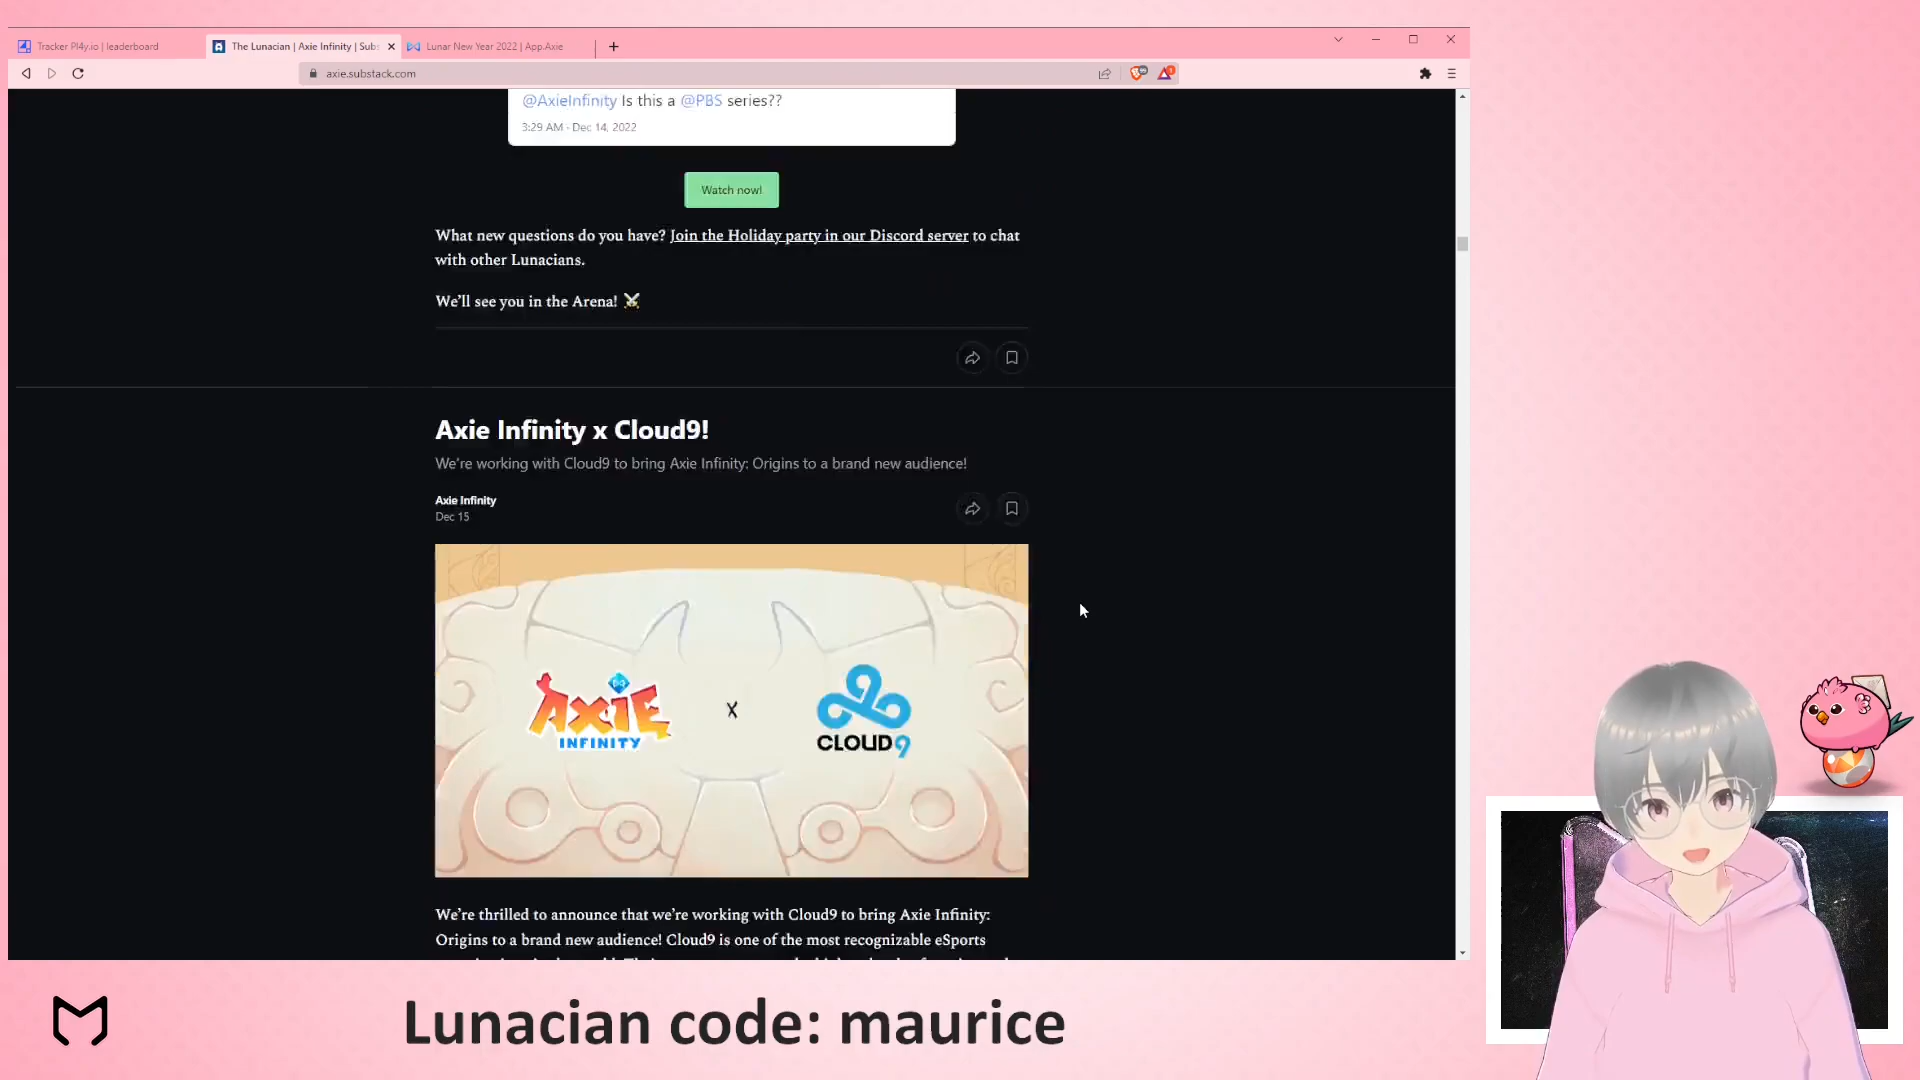 Tracker Pl4y.io | leaderboard
The Lunacian | Axie Infinity | Sub
Lunar New Year 2022 | App.Axie
axie.substack.com
@AxieInfinity Is this a @PBS series??
3:29 AM · Dec 14, 2022
Watch now!
What new questions do you have? Join the Holiday party in our Discord server to chat
with other Lunacians.
We'll see you in the Arena! ⚔️
Axie Infinity x Cloud9!
We're working with Cloud9 to bring Axie Infinity: Origins to a brand new audience!
Axie Infinity
Dec 15
AXIE
INFINITY
X
CLOUD9
We're thrilled to announce that we're working with Cloud9 to bring Axie Infinity:
Origins to a brand new audience! Cloud9 is one of the most recognizable eSports
Lunacian code: maurice